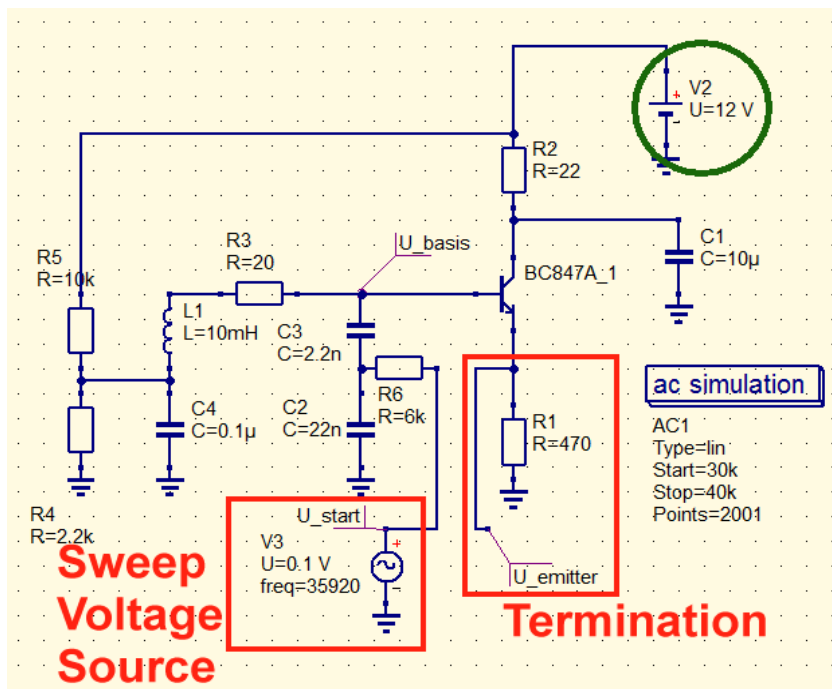 V2
U=12 V
R2
R=22
U_basis
R3
R=20
C1
C=10µ
R5
R=10k
BC847A_1
L1
L=10mH
C3
C=2.2n
R6
R=6k
ac simulation
C4
C=0.1µ
C2
C=22n
R1
R=470
AC1
Type=lin
Start=30k
Stop=40k
Points=2001
R4
R=2.2k
U_start
V3
U=0.1 V
freq=35920
U_emitter
Sweep
Voltage
Source
Termination